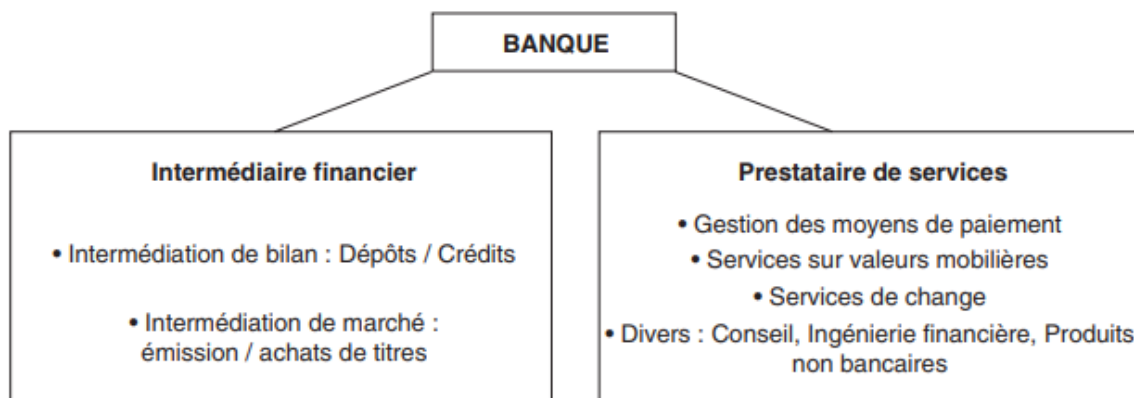 BANQUE
Intermédiaire financier
• Intermédiation de bilan : Dépôts / Crédits
• Intermédiation de marché :
émission / achats de titres
Prestataire de services
• Gestion des moyens de paiement
• Services sur valeurs mobilières
• Services de change
• Divers : Conseil, Ingénierie financière, Produits
non bancaires